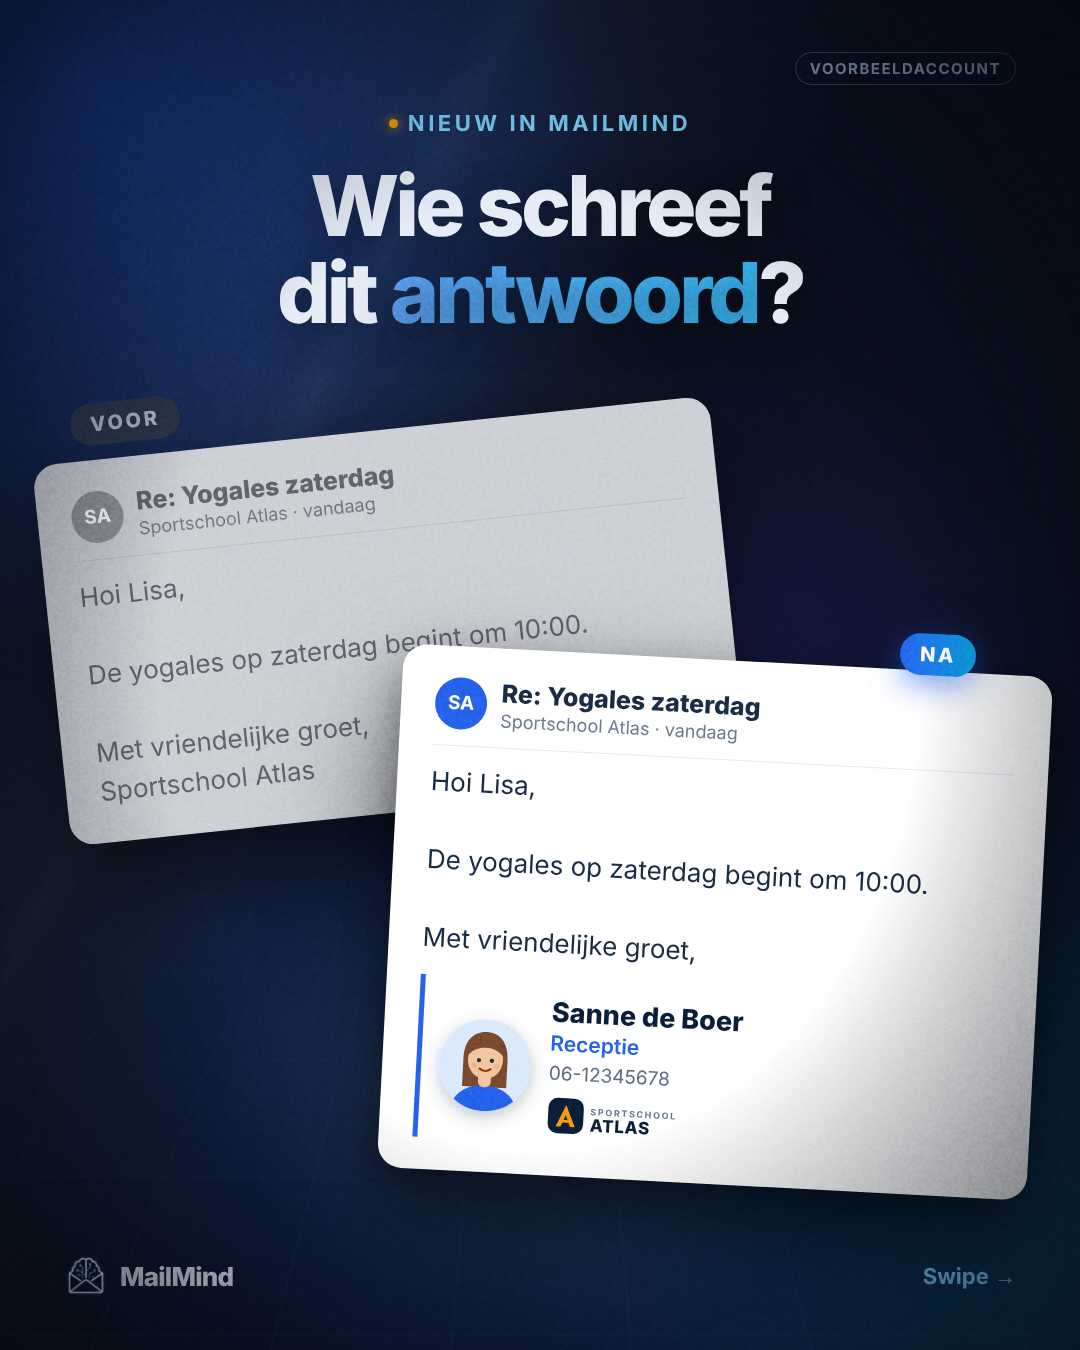 VOORBEELDACCOUNT
NIEUW IN MAILMIND
Wie schreef
dit antwoord?
VOOR
SA
Re: Yogales zaterdag
Sportschool Atlas · vandaag
Hoi Lisa,
De yogales op zaterdag begint om 10:00.
Met vriendelijke groet,
Sportschool Atlas
NA
SA
Re: Yogales zaterdag
Sportschool Atlas · vandaag
Hoi Lisa,
De yogales op zaterdag begint om 10:00.
Met vriendelijke groet,
Sanne de Boer
Receptie
06-12345678
A
SPORTSCHOOL
ATLAS
MailMind
Swipe →